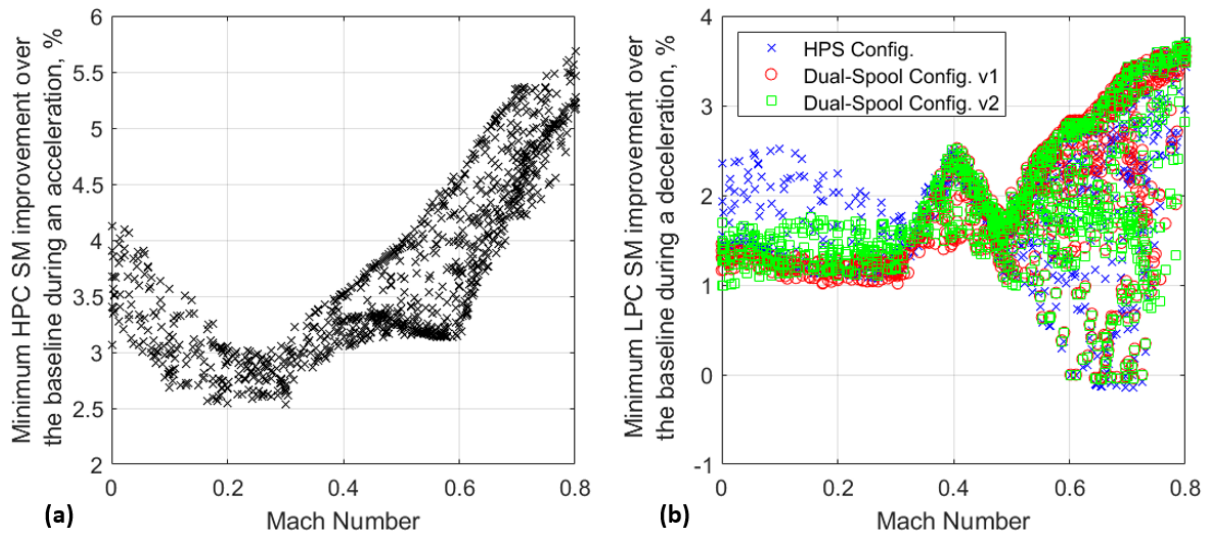 Minimum HPC SM improvement over
the baseline during an acceleration, %
6
5.5
5
4.5
4
3.5
3
2.5
2
0
0.2
0.4
0.6
0.8
Mach Number
(a)
Minimum LPC SM improvement over
the baseline during a deceleration, %
4
3
2
1
0
-1
HPS Config.
Dual-Spool Config. v1
Dual-Spool Config. v2
0
0.2
0.4
0.6
0.8
Mach Number
(b)